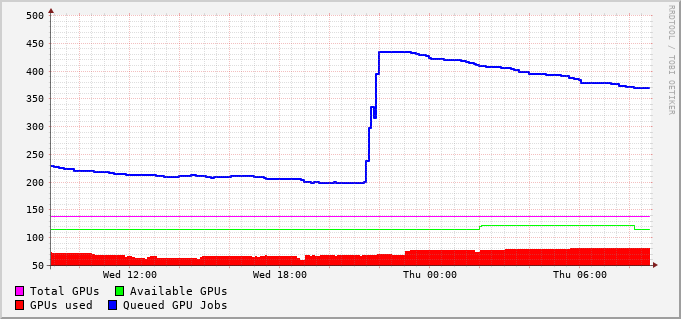 RRDTOOL / TOBI OETIKER
500
450
400
350
300
250
200
150
100
50
Wed 12:00 Wed 18:00 Thu 00:00 Thu 06:00
Total GPUs Available GPUs
GPUs used Queued GPU Jobs